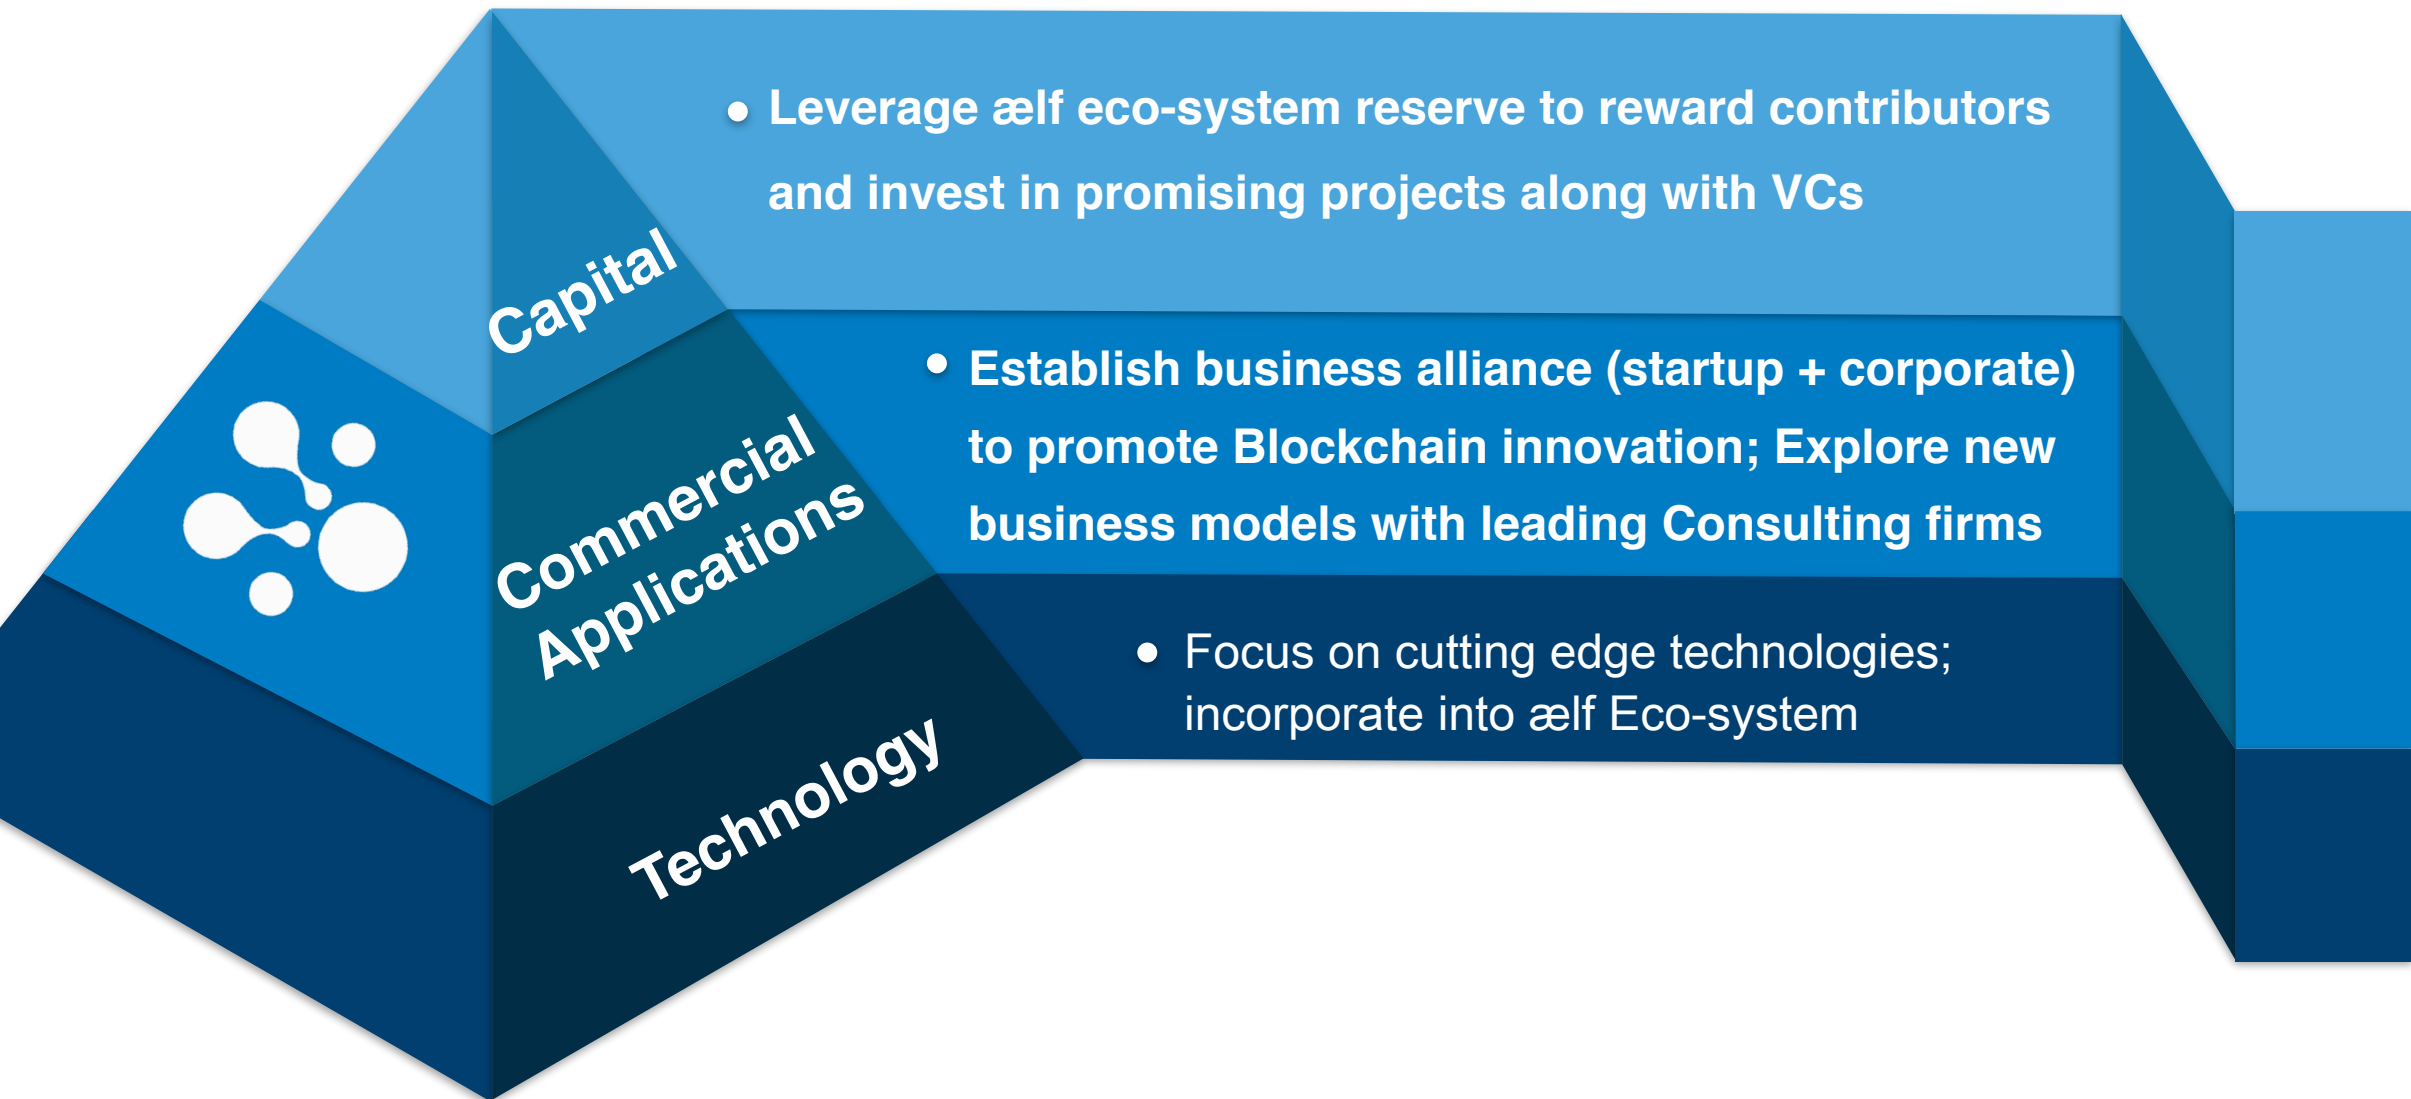 Capital
• Leverage ælf eco-system reserve to reward contributors
and invest in promising projects along with VCs
Commercial
Applications
• Establish business alliance (startup + corporate)
to promote Blockchain innovation; Explore new
business models with leading Consulting firms
Technology
• Focus on cutting edge technologies;
incorporate into ælf Eco-system